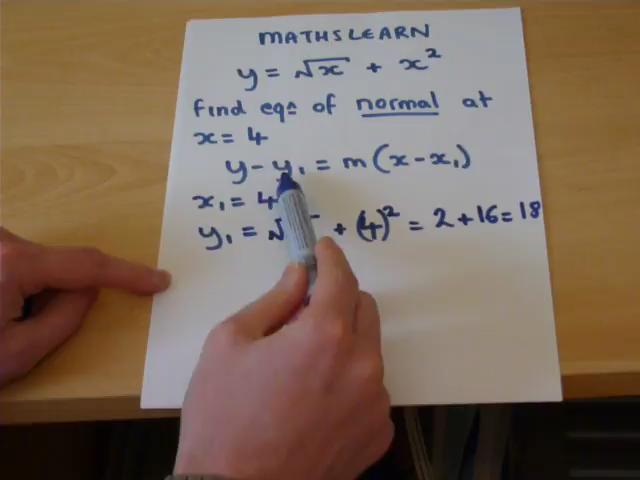 MATHSLEARN
y = √x + x²
find eqn of normal at
x = 4
y - y₁ = m(x - x₁)
x₁ = 4
y₁ = √ + (4)² = 2 + 16 = 18